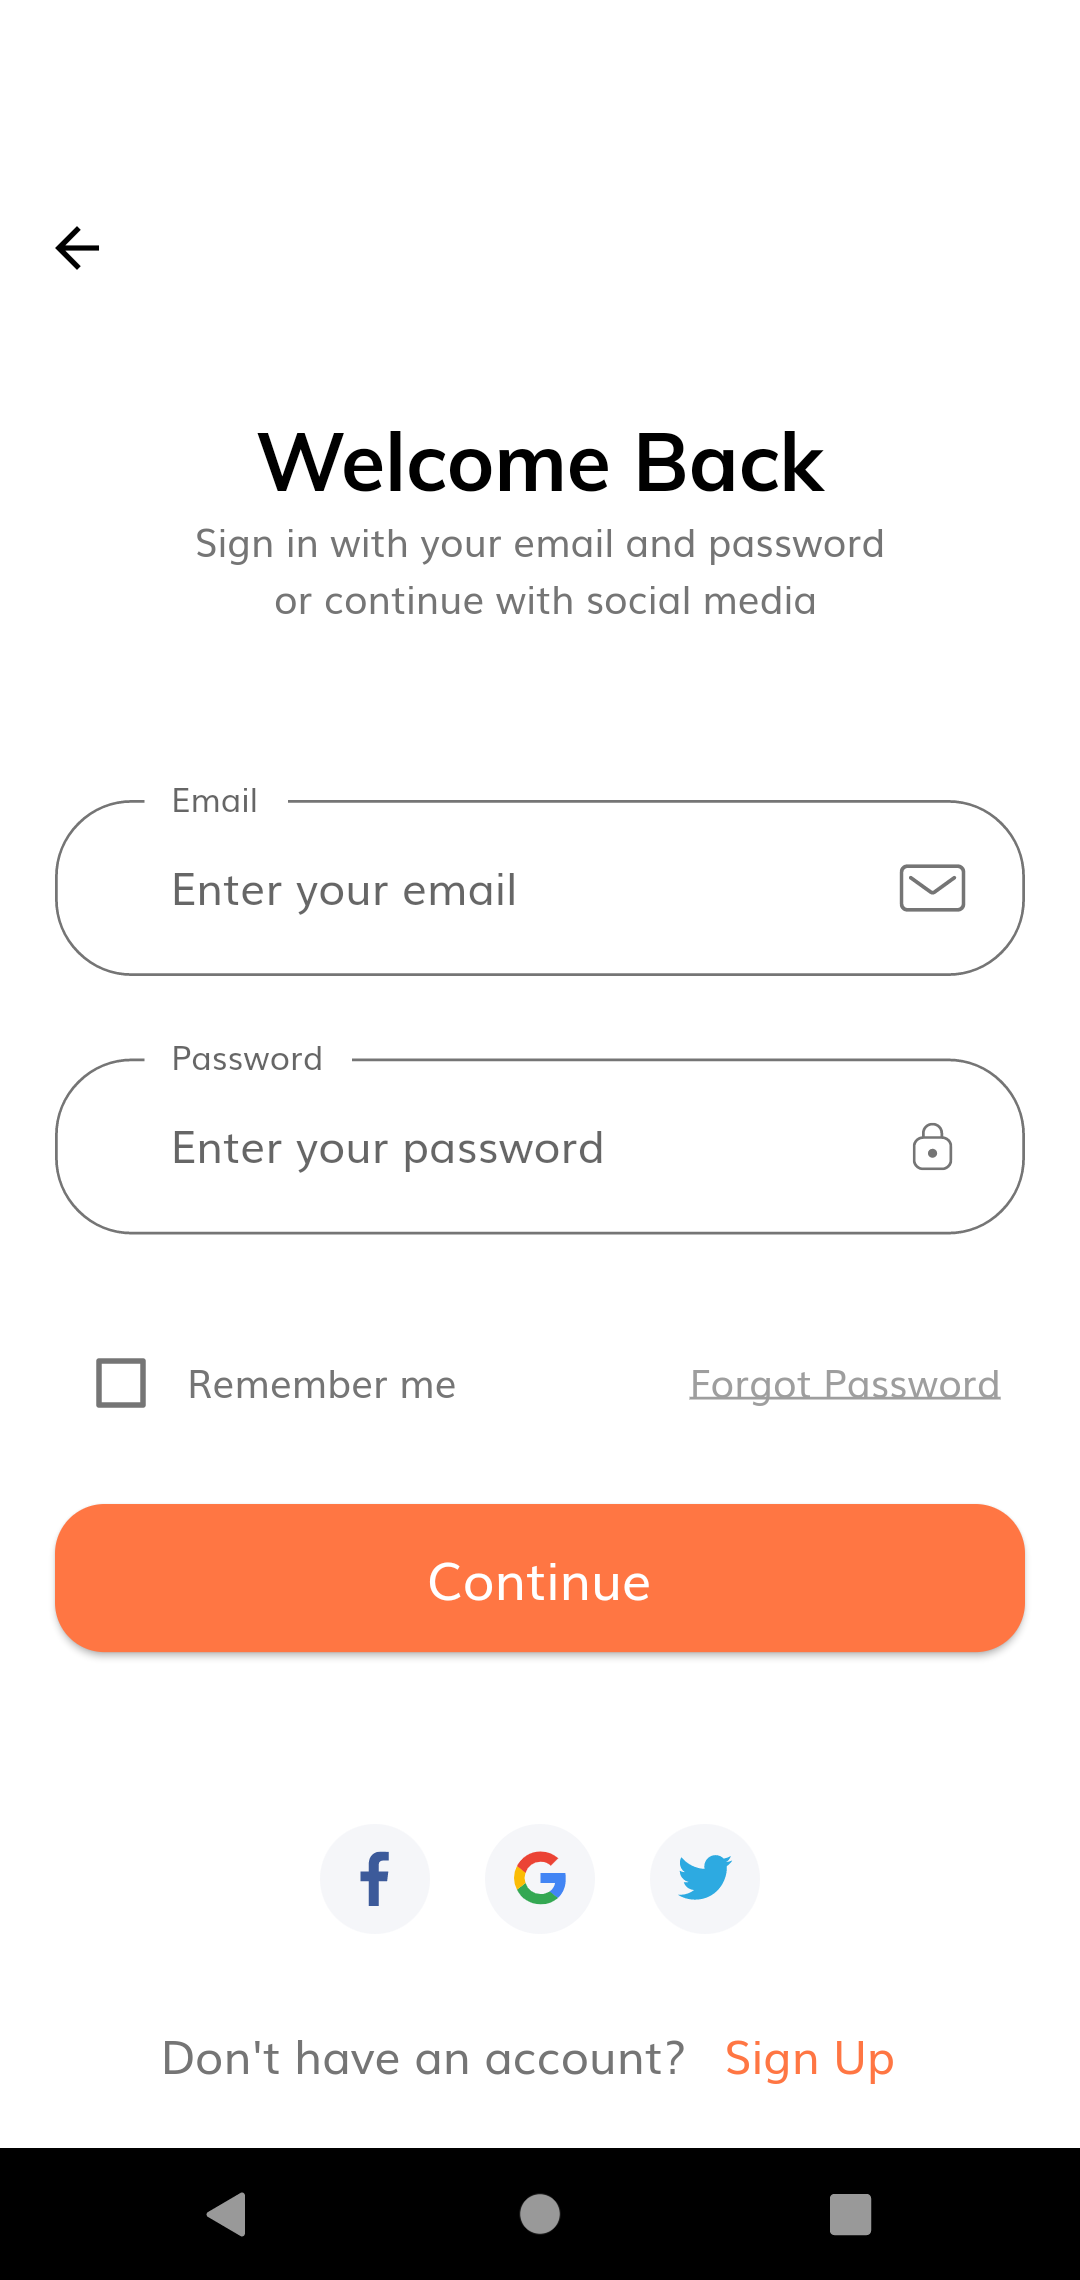 Welcome Back
Sign in with your email and password
or continue with social media
Email
Enter your email
Password
Enter your password
Remember me
Forgot Password
Continue
Don't have an account?
Sign Up